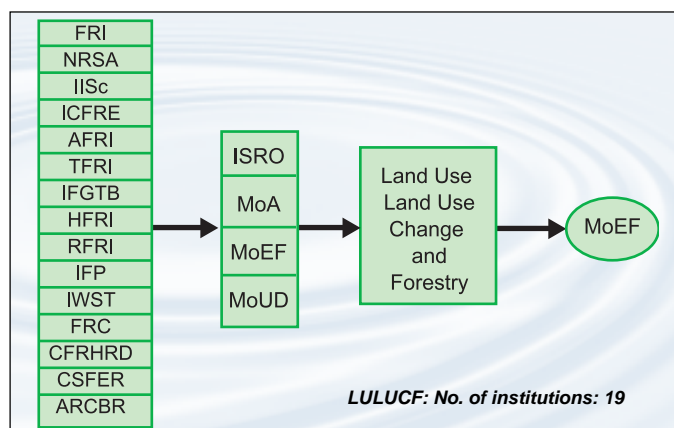 FRI
NRSA
IISc
ICFRE
AFRI
TFRI
IFGTB
HFRI
RFRI
IFP
IWST
FRC
CFRHRD
CSFER
ARCBR
ISRO
MoA
MoEF
MoUD
Land Use
Land Use
Change
and
Forestry
MoEF
LULUCF: No. of institutions: 19